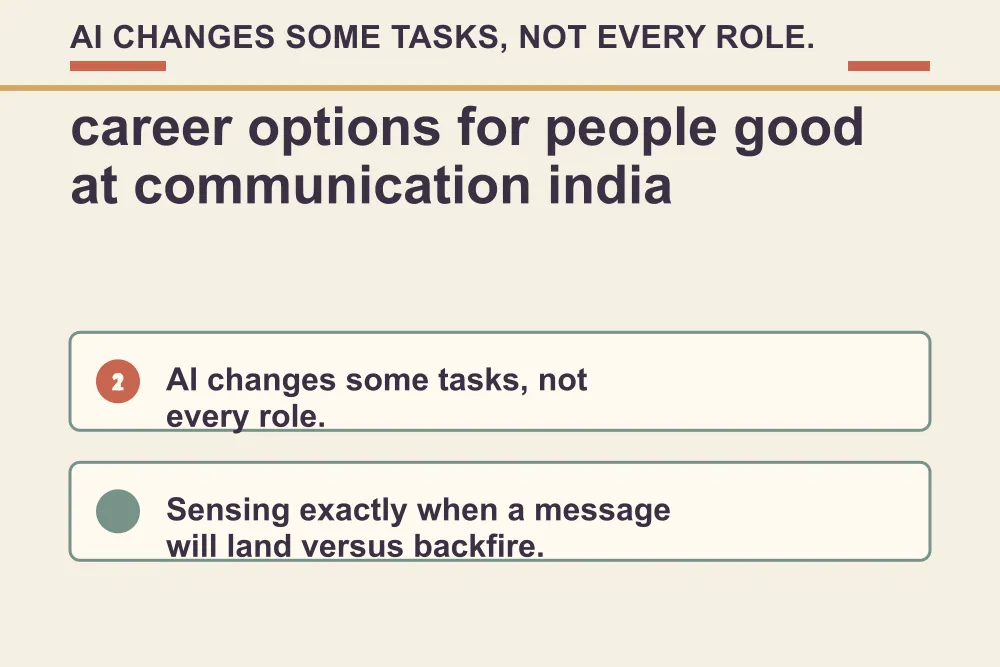 AI CHANGES SOME TASKS, NOT EVERY ROLE.
career options for people good
at communication india
2
AI changes some tasks, not
every role.
Sensing exactly when a message
will land versus backfire.